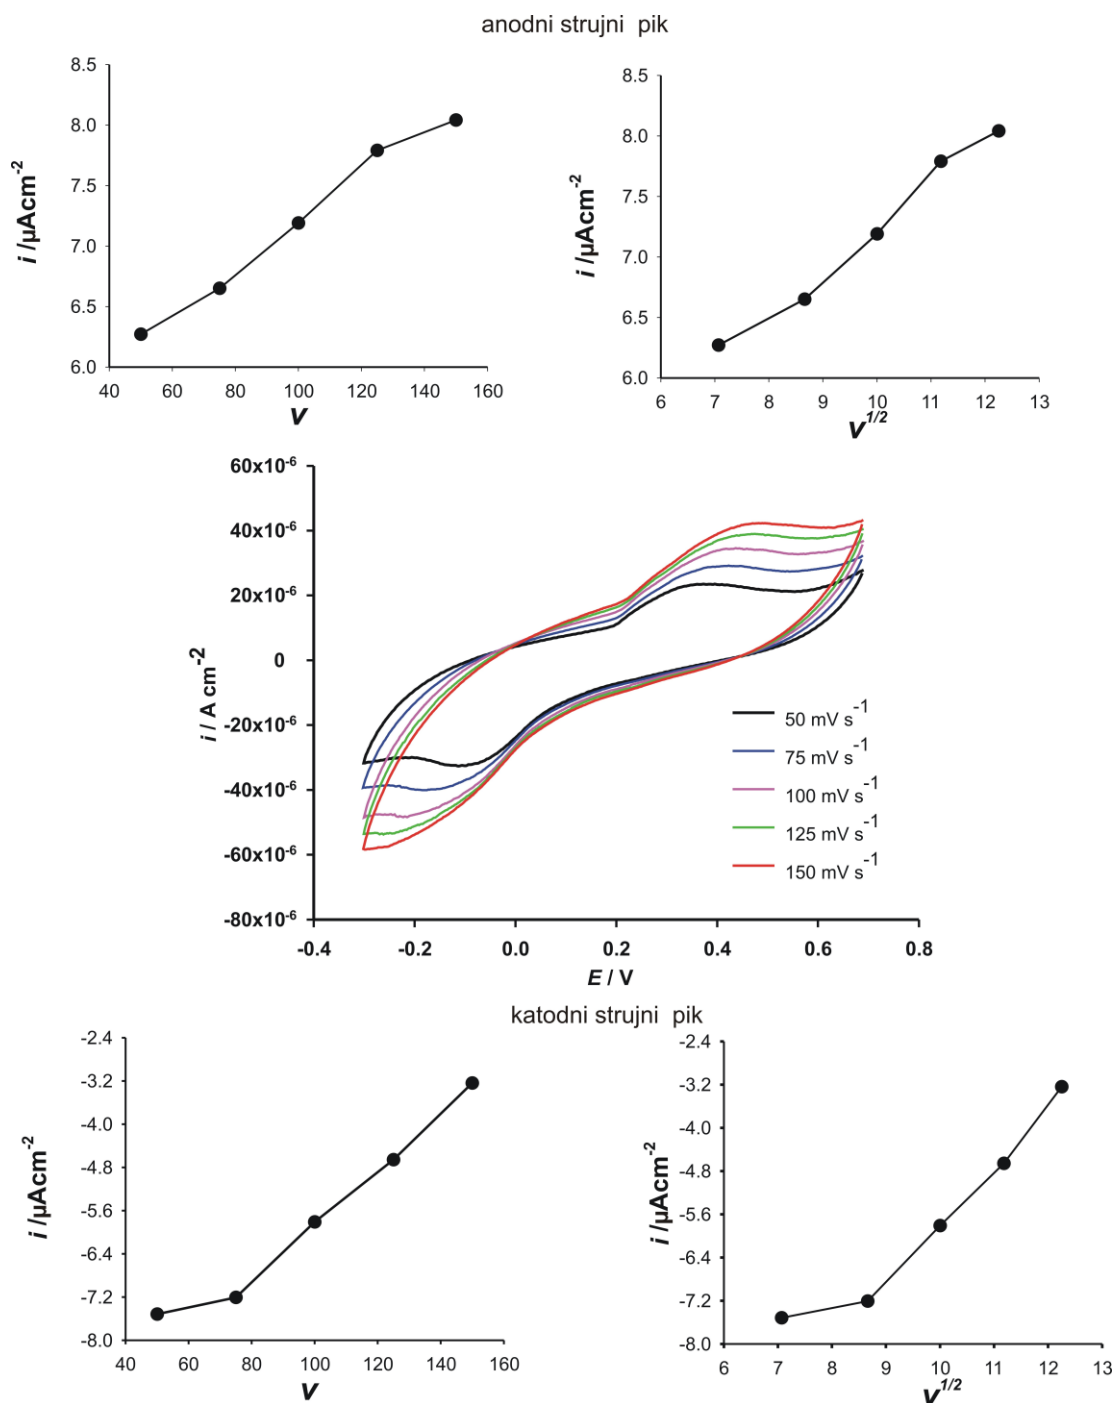 anodni strujni pik
8.5
8.0
7.5
7.0
6.5
6.0
i /µAcm-2
40 60 80 100 120 140 160
V
8.5
8.0
7.5
7.0
6.5
6.0
i /µAcm-2
6 7 8 9 10 11 12 13
V1/2
60x10-6
40x10-6
20x10-6
0
-20x10-6
-40x10-6
-60x10-6
-80x10-6
i / A cm-2
-0.4 -0.2 0.0 0.2 0.4 0.6 0.8
E / V
50 mV s-1
75 mV s-1
100 mV s-1
125 mV s-1
150 mV s-1
katodni strujni pik
-2.4
-3.2
-4.0
-4.8
-5.6
-6.4
-7.2
-8.0
i /µAcm-2
40 60 80 100 120 140 160
V
-2.4
-3.2
-4.0
-4.8
-5.6
-6.4
-7.2
-8.0
i /µAcm-2
6 7 8 9 10 11 12 13
V1/2